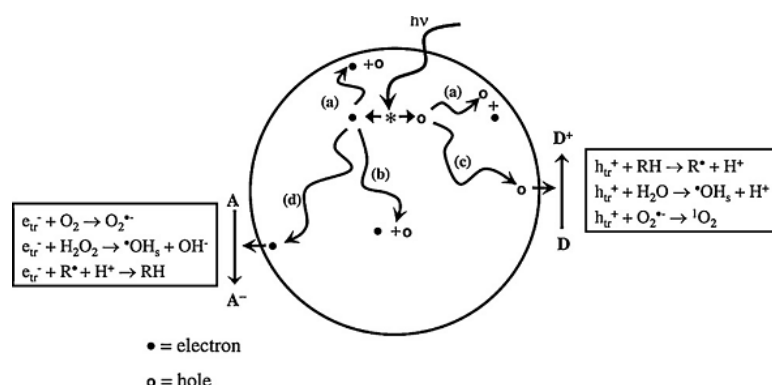 hν
● +o
(a)
(a)
o
+
●
● * o
D⁺
(c)
o
(b)
(d)
A
● +o
●
A⁻
D
e_tr⁻ + O₂ → O₂•⁻
e_tr⁻ + H₂O₂ → •OH_s + OH⁻
e_tr⁻ + R• + H⁺ → RH
h_tr⁺ + RH → R• + H⁺
h_tr⁺ + H₂O → •OH_s + H⁺
h_tr⁺ + O₂•⁻ → ¹O₂
● = electron
o = hole